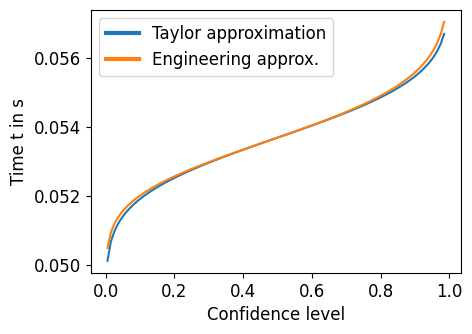 Taylor approximation
Engineering approx.
Time t in s
0.056
0.054
0.052
0.050
0.0 0.2 0.4 0.6 0.8 1.0
Confidence level